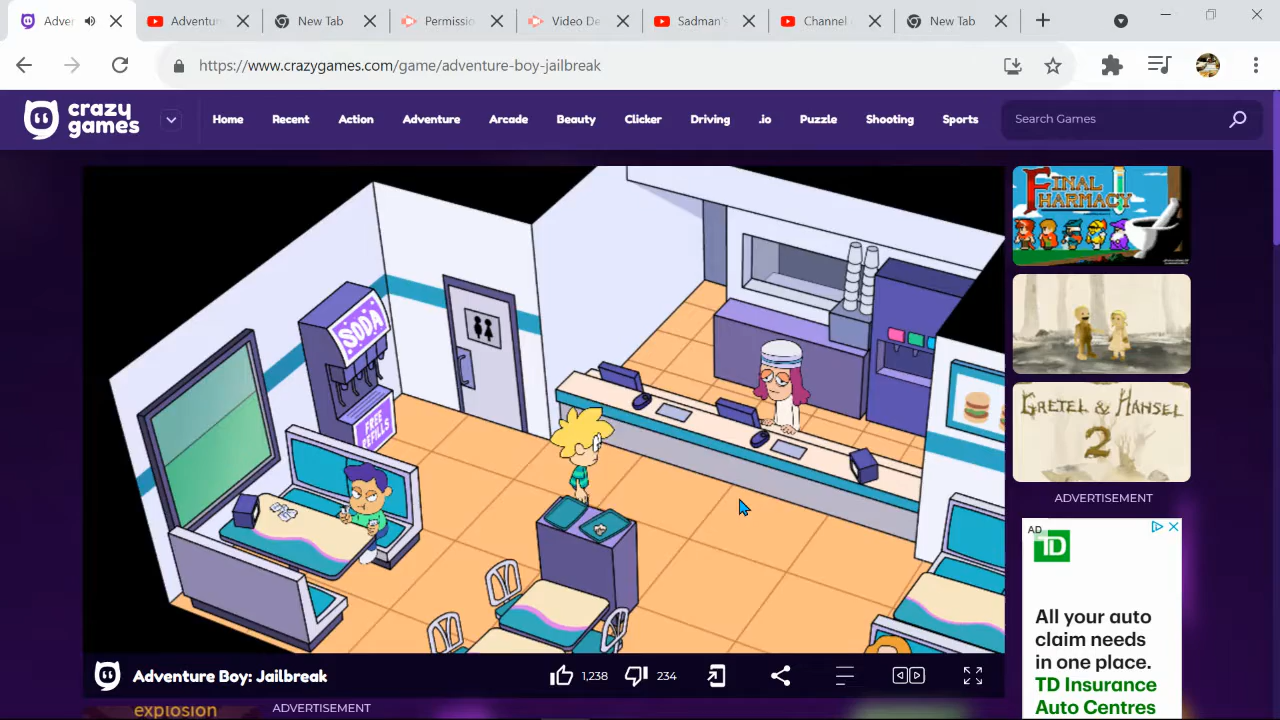 Adver
Adventur
New Tab
Permissio
Video De
Sadman's
Channel
New Tab
https://www.crazygames.com/game/adventure-boy-jailbreak
crazy
games
Home
Recent
Action
Adventure
Arcade
Beauty
Clicker
Driving
.io
Puzzle
Shooting
Sports
Search Games
SODA
FREE
REFILLS
FINAL
PHARMACY
GRETEL & HANSEL
2
ADVERTISEMENT
AD
TD
All your auto
claim needs
in one place.
TD Insurance
Auto Centres
Adventure Boy: Jailbreak
1,238
234
explosion
ADVERTISEMENT